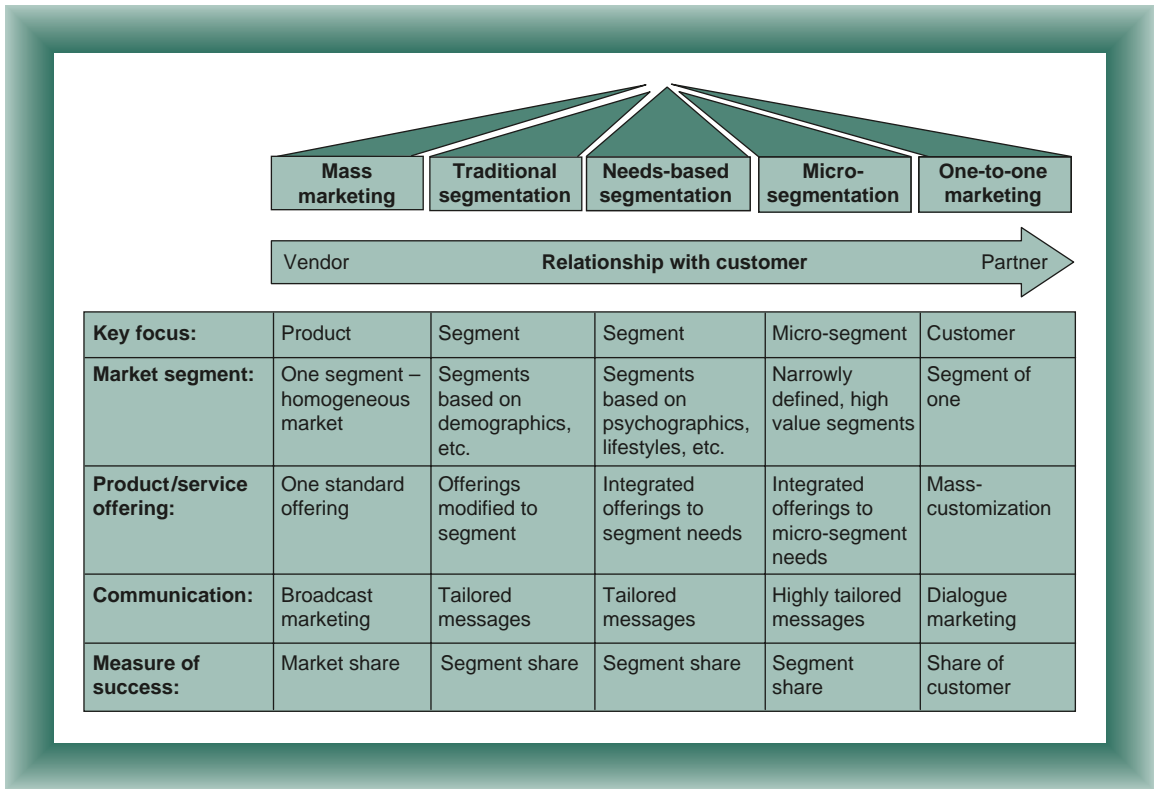 Mass
marketing
Traditional
segmentation
Needs-based
segmentation
Micro-
segmentation
One-to-one
marketing
Vendor
Relationship with customer
Partner
Key focus:
Product
Segment
Segment
Micro-segment
Customer
Market segment:
One segment –
homogeneous
market
Segments
based on
demographics,
etc.
Segments
based on
psychographics,
lifestyles, etc.
Narrowly
defined, high
value segments
Segment of
one
Product/service
offering:
One standard
offering
Offerings
modified to
segment
Integrated
offerings to
segment needs
Integrated
offerings to
micro-segment
needs
Mass-
customization
Communication:
Broadcast
marketing
Tailored
messages
Tailored
messages
Highly tailored
messages
Dialogue
marketing
Measure of
success:
Market share
Segment share
Segment share
Segment
share
Share of
customer